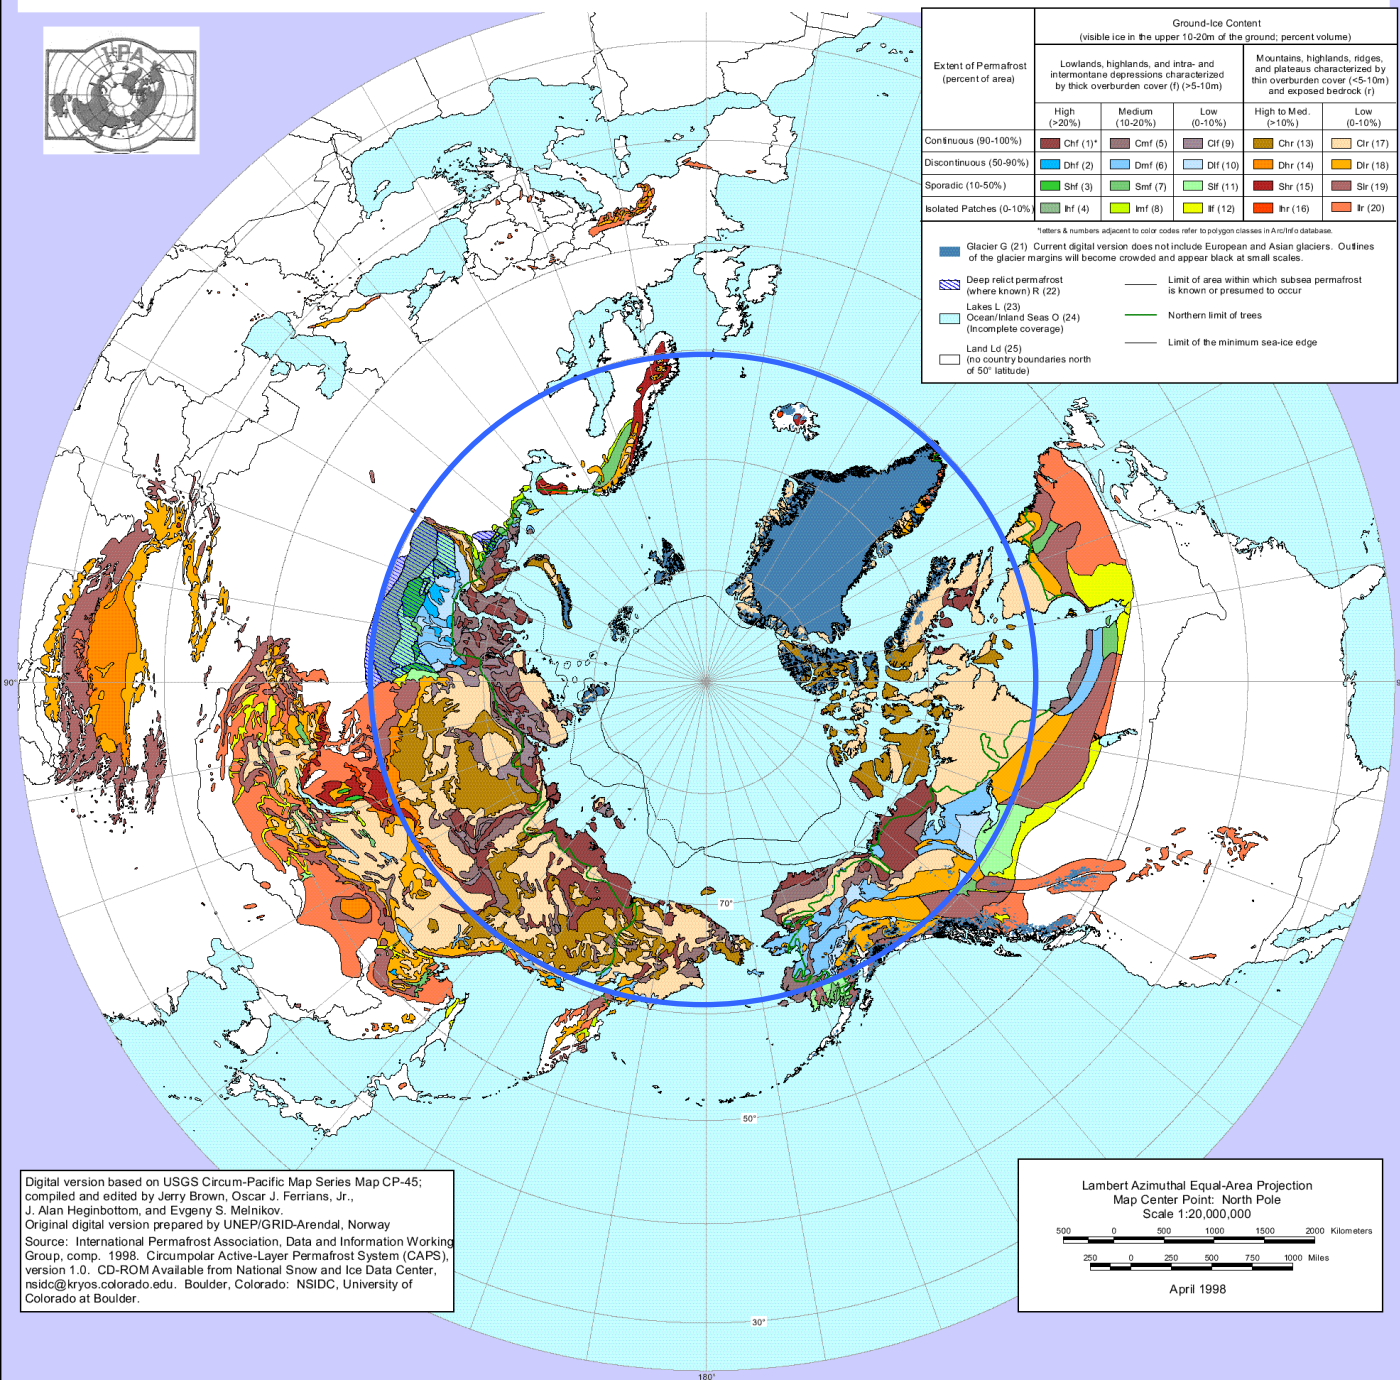 IPA
Extent of Permafrost
(percent of area)
Ground-Ice Content
(visible ice in the upper 10-20m of the ground; percent volume)
Lowlands, highlands, and intra- and
intermontane depressions characterized
by thick overburden cover (f) (>5-10m)
Mountains, highlands, ridges,
and plateaus characterized by
thin overburden cover (<5-10m)
and exposed bedrock (r)
High
(>20%)
Medium
(10-20%)
Low
(0-10%)
High to Med.
(>10%)
Low
(0-10%)
Continuous (90-100%) Chf (1)* Cmf (5) Clf (9) Chr (13) Clr (17)
Discontinuous (50-90%) Dhf (2) Dmf (6) Dlf (10) Dhr (14) Dlr (18)
Sporadic (10-50%) Shf (3) Smf (7) Slf (11) Shr (15) Slr (19)
Isolated Patches (0-10%) Ihf (4) Imf (8) Ilf (12) Ihr (16) Ilr (20)
*letters & numbers adjacent to color codes refer to polygon classes in Arc/Info database.
Glacier G (21) Current digital version does not include European and Asian glaciers. Outlines
of the glacier margins will become crowded and appear black at small scales.
Deep relict permafrost
(where known) R (22)
Lakes L (23)
Ocean/Inland Seas O (24)
(Incomplete coverage)
Land Ld (25)
(no country boundaries north
of 50° latitude)
Limit of area within which subsea permafrost
is known or presumed to occur
Northern limit of trees
Limit of the minimum sea-ice edge
90°
70°
50°
30°
180°
Digital version based on USGS Circum-Pacific Map Series Map CP-45;
compiled and edited by Jerry Brown, Oscar J. Ferrians, Jr.,
J. Alan Heginbottom, and Evgeny S. Melnikov.
Original digital version prepared by UNEP/GRID-Arendal, Norway
Source: International Permafrost Association, Data and Information Working
Group, comp. 1998. Circumpolar Active-Layer Permafrost System (CAPS),
version 1.0. CD-ROM Available from National Snow and Ice Data Center,
nsidc@kryos.colorado.edu. Boulder, Colorado: NSIDC, University of
Colorado at Boulder.
Lambert Azimuthal Equal-Area Projection
Map Center Point: North Pole
Scale 1:20,000,000
500 0 500 1000 1500 2000 Kilometers
250 0 250 500 750 1000 Miles
April 1998